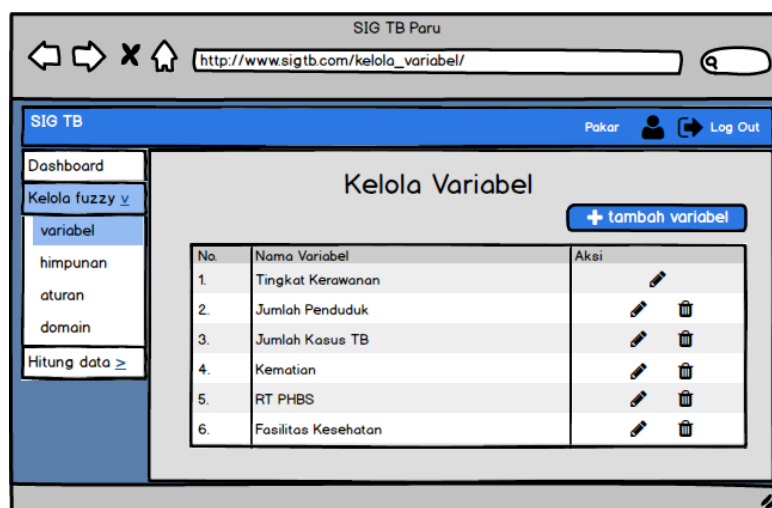 SIG TB Paru
http://www.sigtb.com/kelola_variabel/
SIG TB
Pakar Log Out
Dashboard
Kelola fuzzy v
variabel
himpunan
aturan
domain
Hitung data >
Kelola Variabel
+ tambah variabel
No. Nama Variabel Aksi
1. Tingkat Kerawanan
2. Jumlah Penduduk
3. Jumlah Kasus TB
4. Kematian
5. RT PHBS
6. Fasilitas Kesehatan